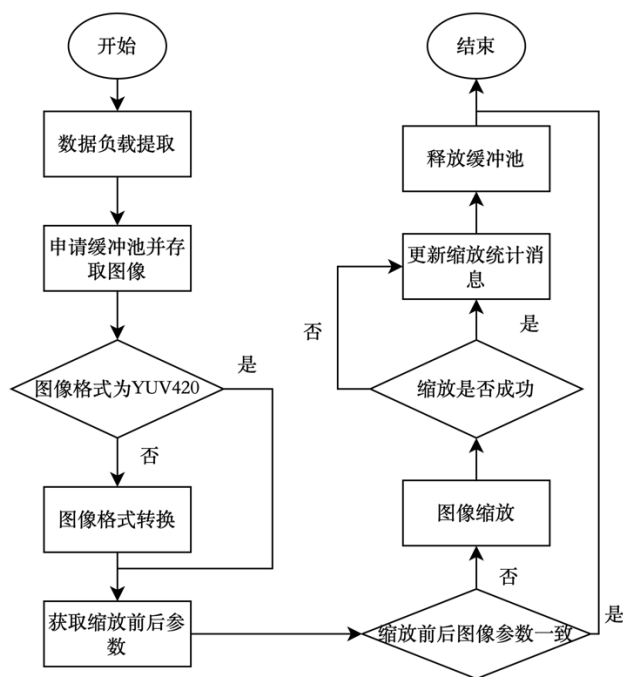 开始
数据负载提取
申请缓冲池并存
取图像
图像格式为YUV420
是
否
图像格式转换
获取缩放前后参
数
缩放前后图像参数一致
是
否
图像缩放
缩放是否成功
否
是
更新缩放统计消
息
释放缓冲池
结束